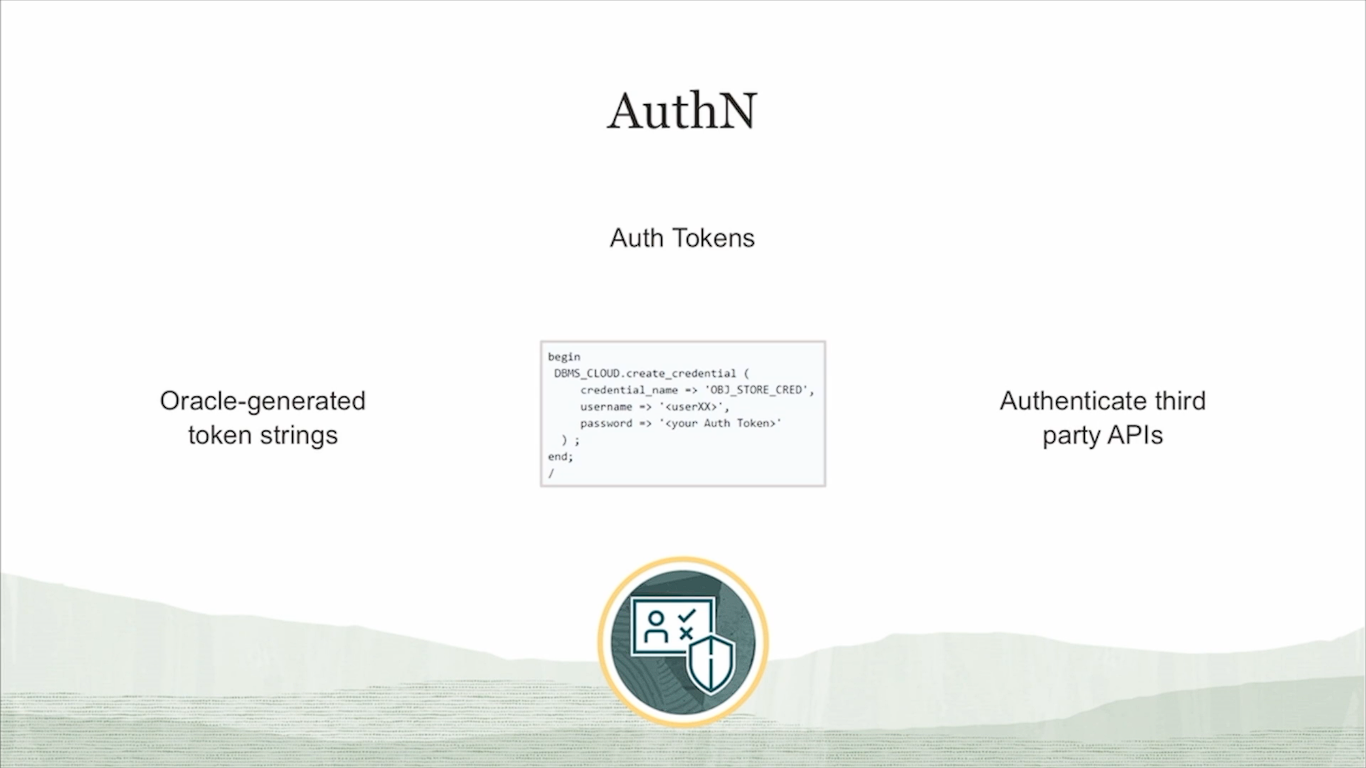 AuthN
Auth Tokens
Oracle-generated
token strings
begin
DBMS_CLOUD.create_credential (
credential_name => 'OBJ_STORE_CRED',
username => '<userXX>',
password => '<your Auth Token>'
) ;
end;
/
Authenticate third
party APIs